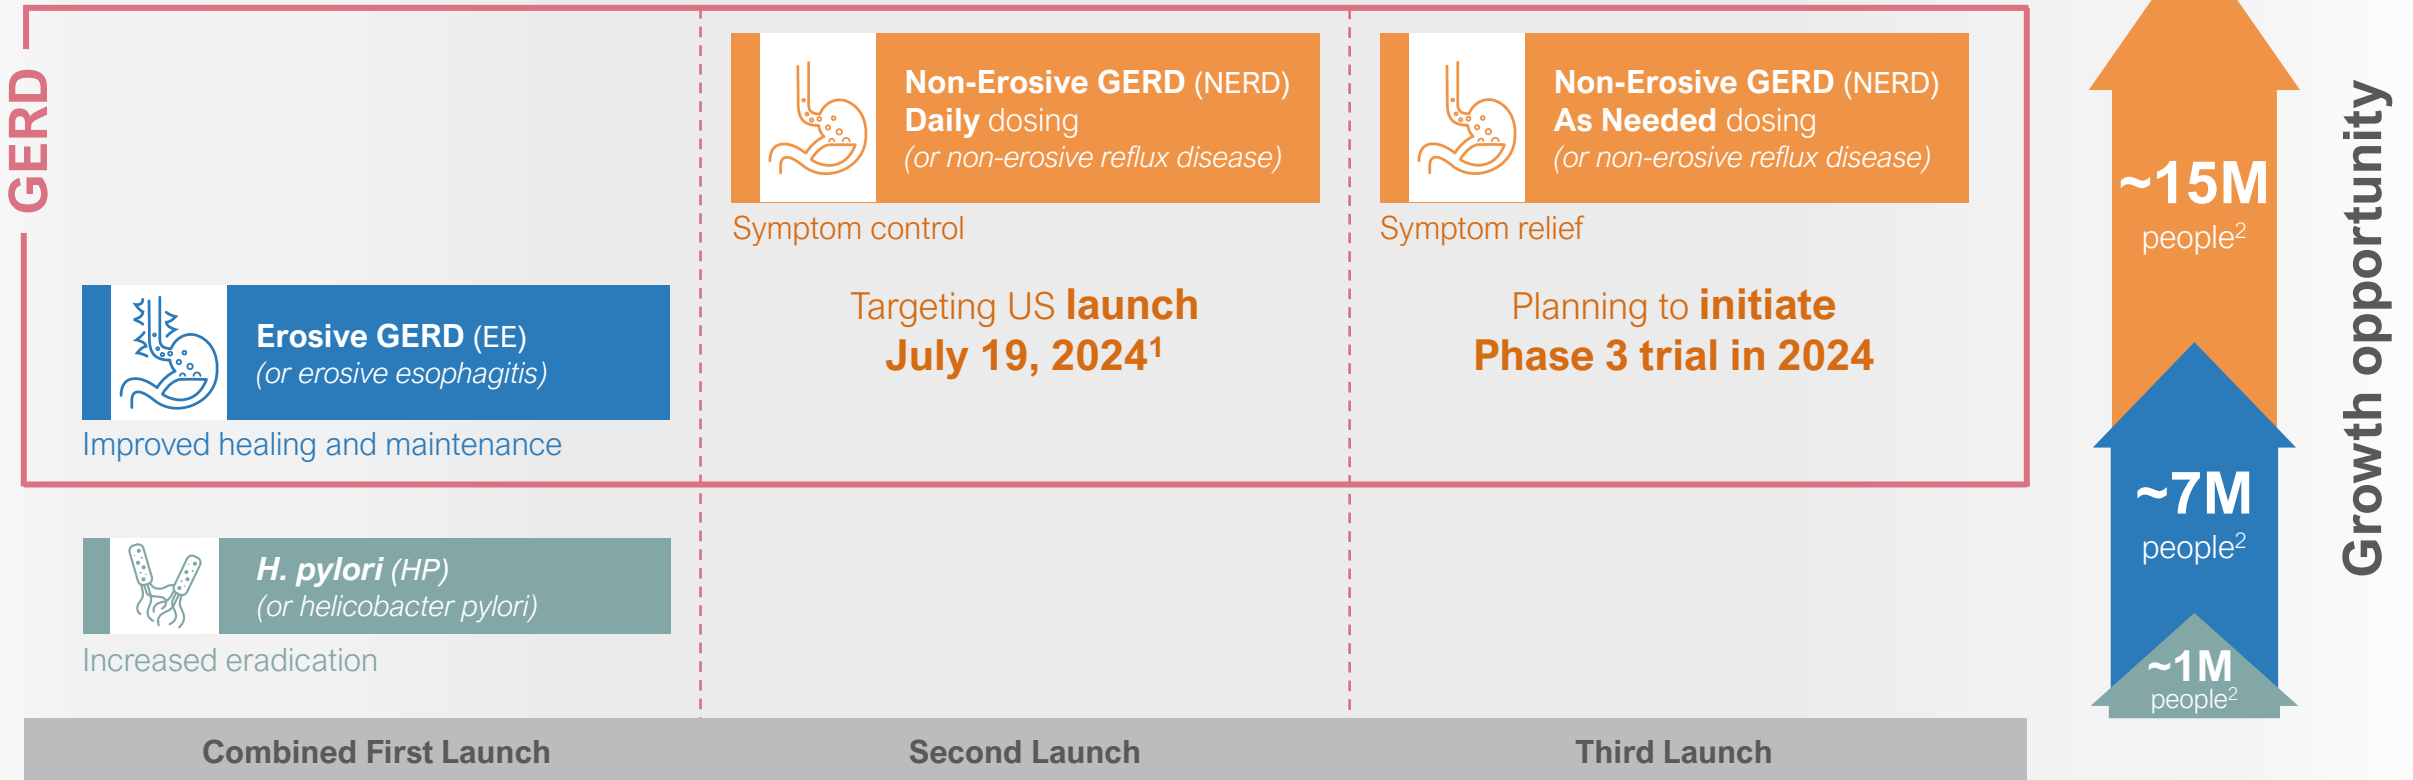 GERD
Erosive GERD (EE)
(or erosive esophagitis)
Improved healing and maintenance
H. pylori (HP)
(or helicobacter pylori)
Increased eradication
Combined First Launch
Non-Erosive GERD (NERD)
Daily dosing
(or non-erosive reflux disease)
Symptom control
Targeting US launch
July 19, 2024¹
Second Launch
Non-Erosive GERD (NERD)
As Needed dosing
(or non-erosive reflux disease)
Symptom relief
Planning to initiate
Phase 3 trial in 2024
Third Launch
~15M
people²
~7M
people²
~1M
people²
Growth opportunity